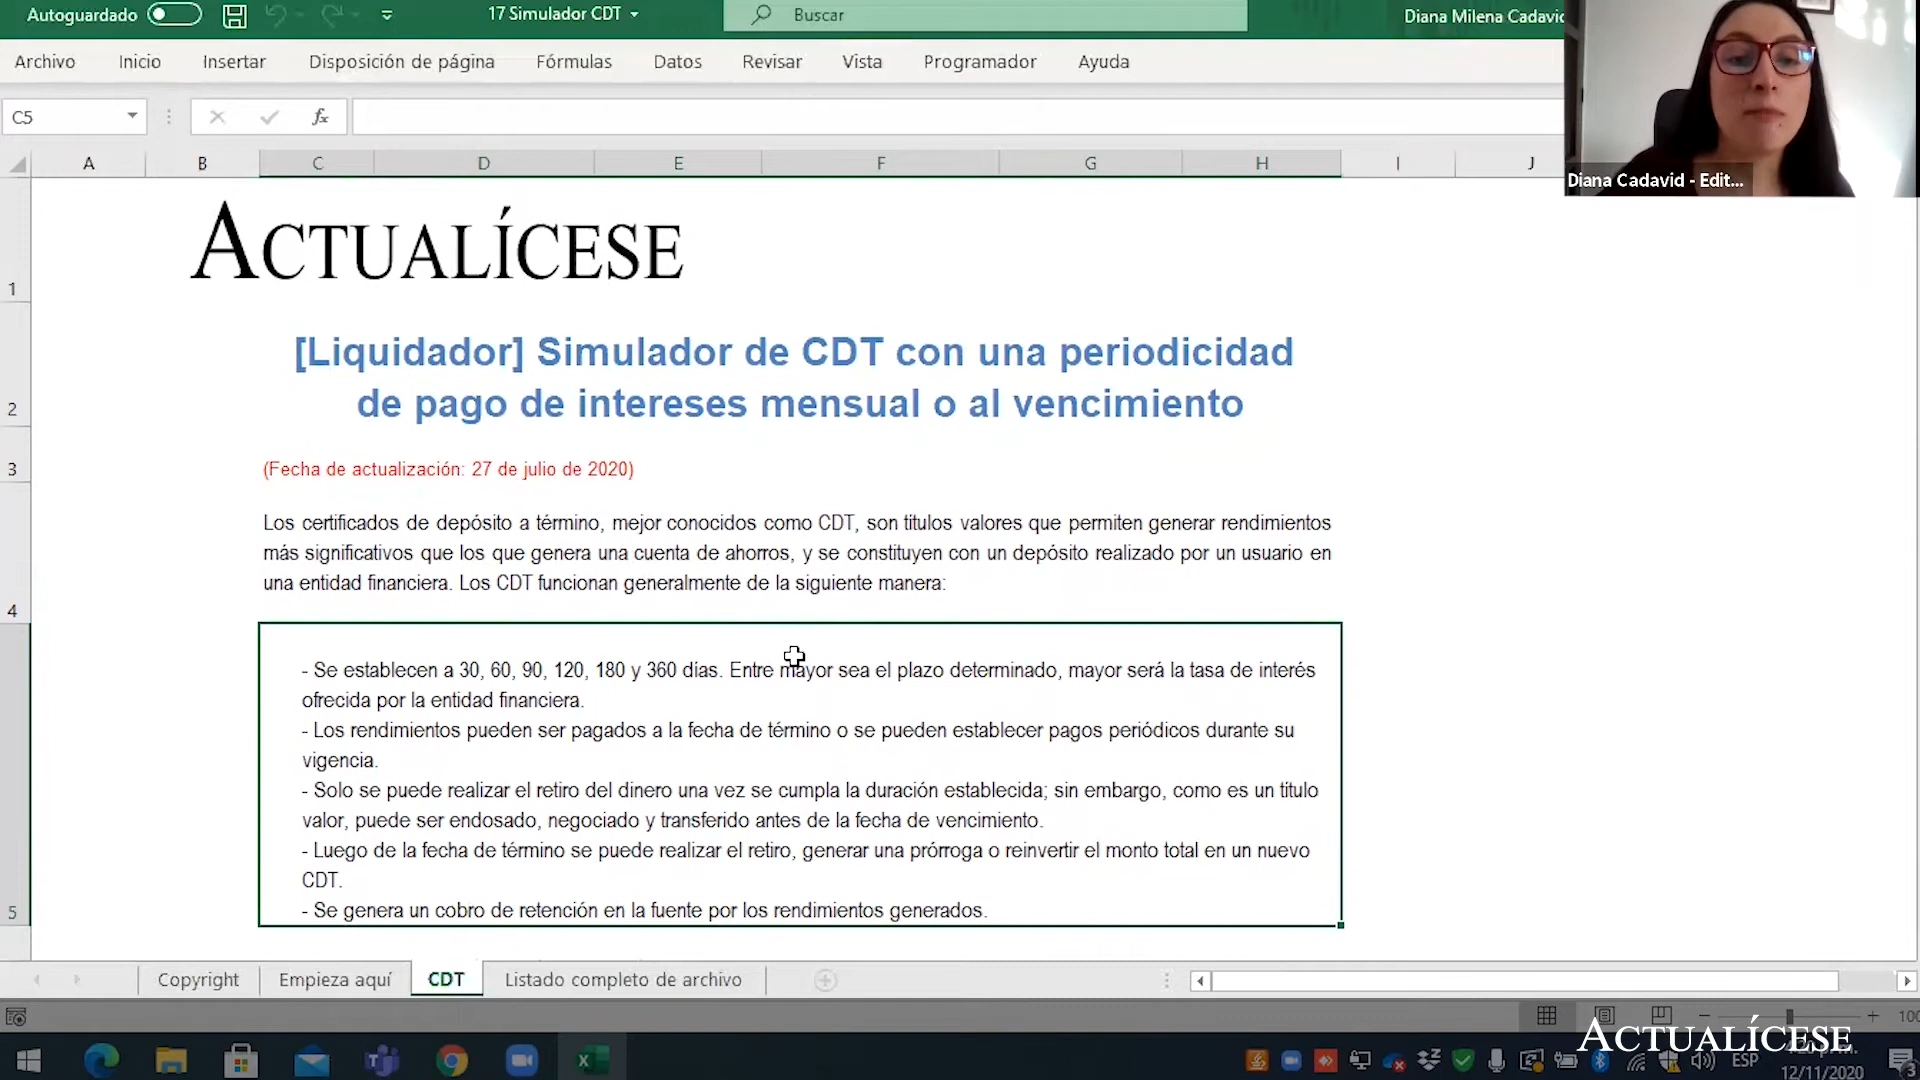 Autoguardado
17 Simulador CDT
Buscar
Diana Milena Cadavid
Archivo Inicio Insertar Disposición de página Fórmulas Datos Revisar Vista Programador Ayuda
C5
fx
Diana Cadavid - Edit...
A B C D E F G H I J
1
ACTUALÍCESE
2
[Liquidador] Simulador de CDT con una periodicidad
de pago de intereses mensual o al vencimiento
3
(Fecha de actualización: 27 de julio de 2020)
4
Los certificados de depósito a término, mejor conocidos como CDT, son títulos valores que permiten generar rendimientos
más significativos que los que genera una cuenta de ahorros, y se constituyen con un depósito realizado por un usuario en
una entidad financiera. Los CDT funcionan generalmente de la siguiente manera:
5
- Se establecen a 30, 60, 90, 120, 180 y 360 días. Entre mayor sea el plazo determinado, mayor será la tasa de interés
ofrecida por la entidad financiera.
- Los rendimientos pueden ser pagados a la fecha de término o se pueden establecer pagos periódicos durante su
vigencia.
- Solo se puede realizar el retiro del dinero una vez se cumpla la duración establecida; sin embargo, como es un título
valor, puede ser endosado, negociado y transferido antes de la fecha de vencimiento.
- Luego de la fecha de término se puede realizar el retiro, generar una prórroga o reinvertir el monto total en un nuevo
CDT.
- Se genera un cobro de retención en la fuente por los rendimientos generados.
Copyright Empieza aquí CDT Listado completo de archivo
100
ACTUALÍCESE
ESP
12/11/2020
3